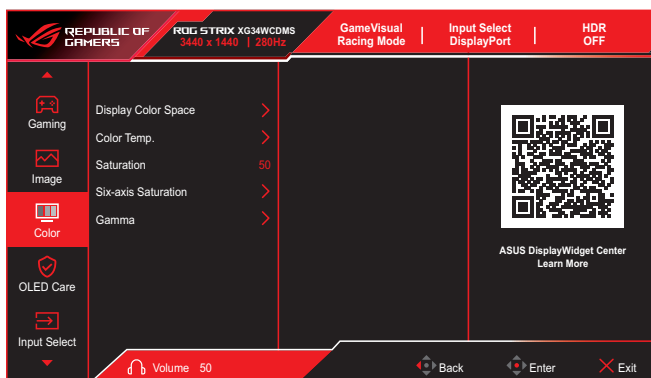 REPUBLIC OF
GAMERS
ROG STRIX XG34WCDMS
3440 x 1440 | 280Hz
GameVisual
Racing Mode
Input Select
DisplayPort
HDR
OFF
Gaming
Image
Color
OLED Care
Input Select
Display Color Space
Color Temp.
Saturation 50
Six-axis Saturation
Gamma
ASUS DisplayWidget Center
Learn More
Volume 50
Back
Enter
Exit